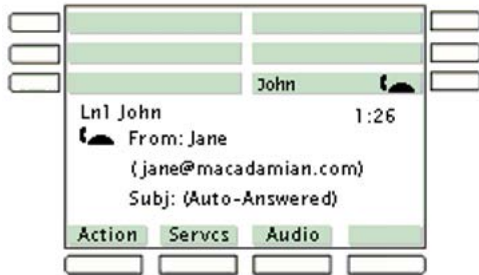 John
Ln1 John 1:26
From: Jane
(jane@macadamian.com)
Subj: (Auto-Answered)
Action Servcs Audio